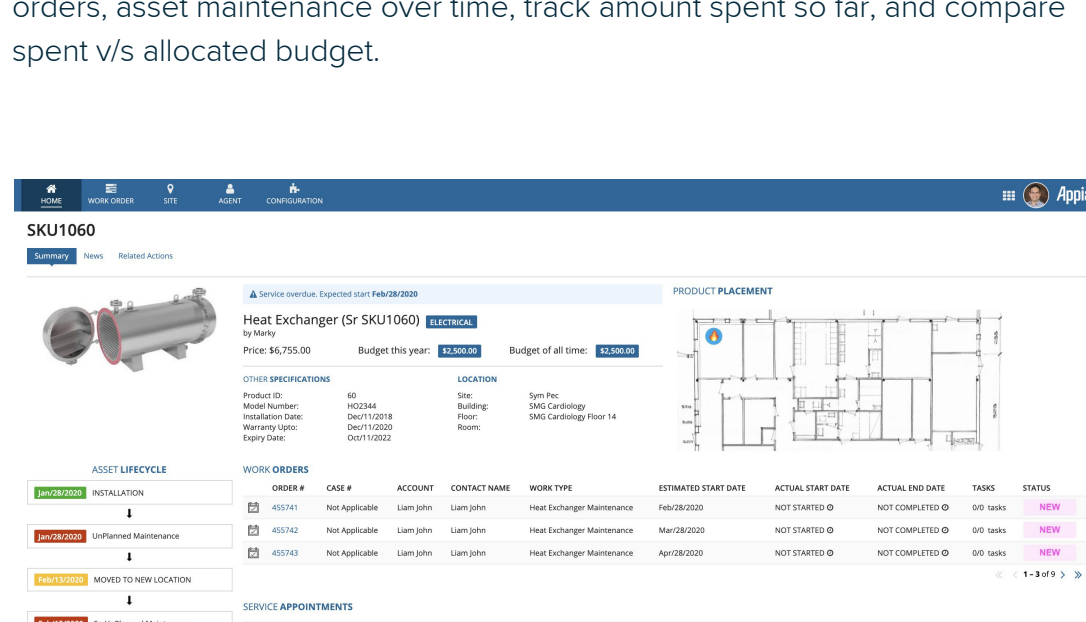 orders, asset maintenance over time, track amount spent so far, and compare
spent v/s allocated budget.
HOME WORK ORDER SITE AGENT CONFIGURATION
SKU1060
Summary News Related Actions
Service overdue. Expected start Feb/28/2020
Heat Exchanger (Sr SKU1060) ELECTRICAL
by Marky
Price: $6,755.00 Budget this year: $2,500.00 Budget of all time: $2,500.00
OTHER SPECIFICATIONS
Product ID: 60
Model Number: HO2344
Installation Date: Dec/11/2018
Warranty Upto: Dec/11/2020
Expiry Date: Oct/11/2022
LOCATION
Site: Sym Pec
Building: SMG Cardiology
Floor: SMG Cardiology Floor 14
Room:
PRODUCT PLACEMENT
ASSET LIFECYCLE
Jan/28/2020 INSTALLATION
Jan/28/2020 UnPlanned Maintenance
Feb/13/2020 MOVED TO NEW LOCATION
WORK ORDERS
ORDER # CASE # ACCOUNT CONTACT NAME WORK TYPE ESTIMATED START DATE ACTUAL START DATE ACTUAL END DATE TASKS STATUS
455741 Not Applicable Liam John Liam John Heat Exchanger Maintenance Feb/28/2020 NOT STARTED NOT COMPLETED 0/0 tasks NEW
455742 Not Applicable Liam John Liam John Heat Exchanger Maintenance Mar/28/2020 NOT STARTED NOT COMPLETED 0/0 tasks NEW
455743 Not Applicable Liam John Liam John Heat Exchanger Maintenance Apr/28/2020 NOT STARTED NOT COMPLETED 0/0 tasks NEW
1 – 3 of 9
SERVICE APPOINTMENTS